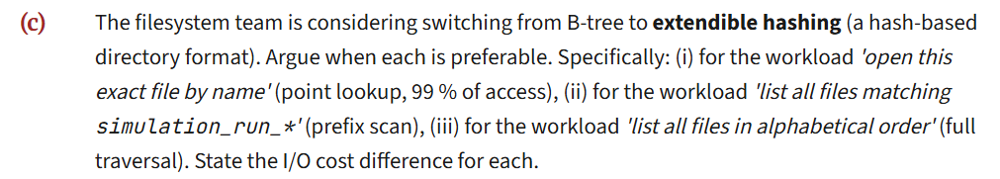 (c) The filesystem team is considering switching from B-tree to extendible hashing (a hash-based
directory format). Argue when each is preferable. Specifically: (i) for the workload 'open this
exact file by name' (point lookup, 99 % of access), (ii) for the workload 'list all files matching
simulation_run_*' (prefix scan), (iii) for the workload 'list all files in alphabetical order' (full
traversal). State the I/O cost difference for each.